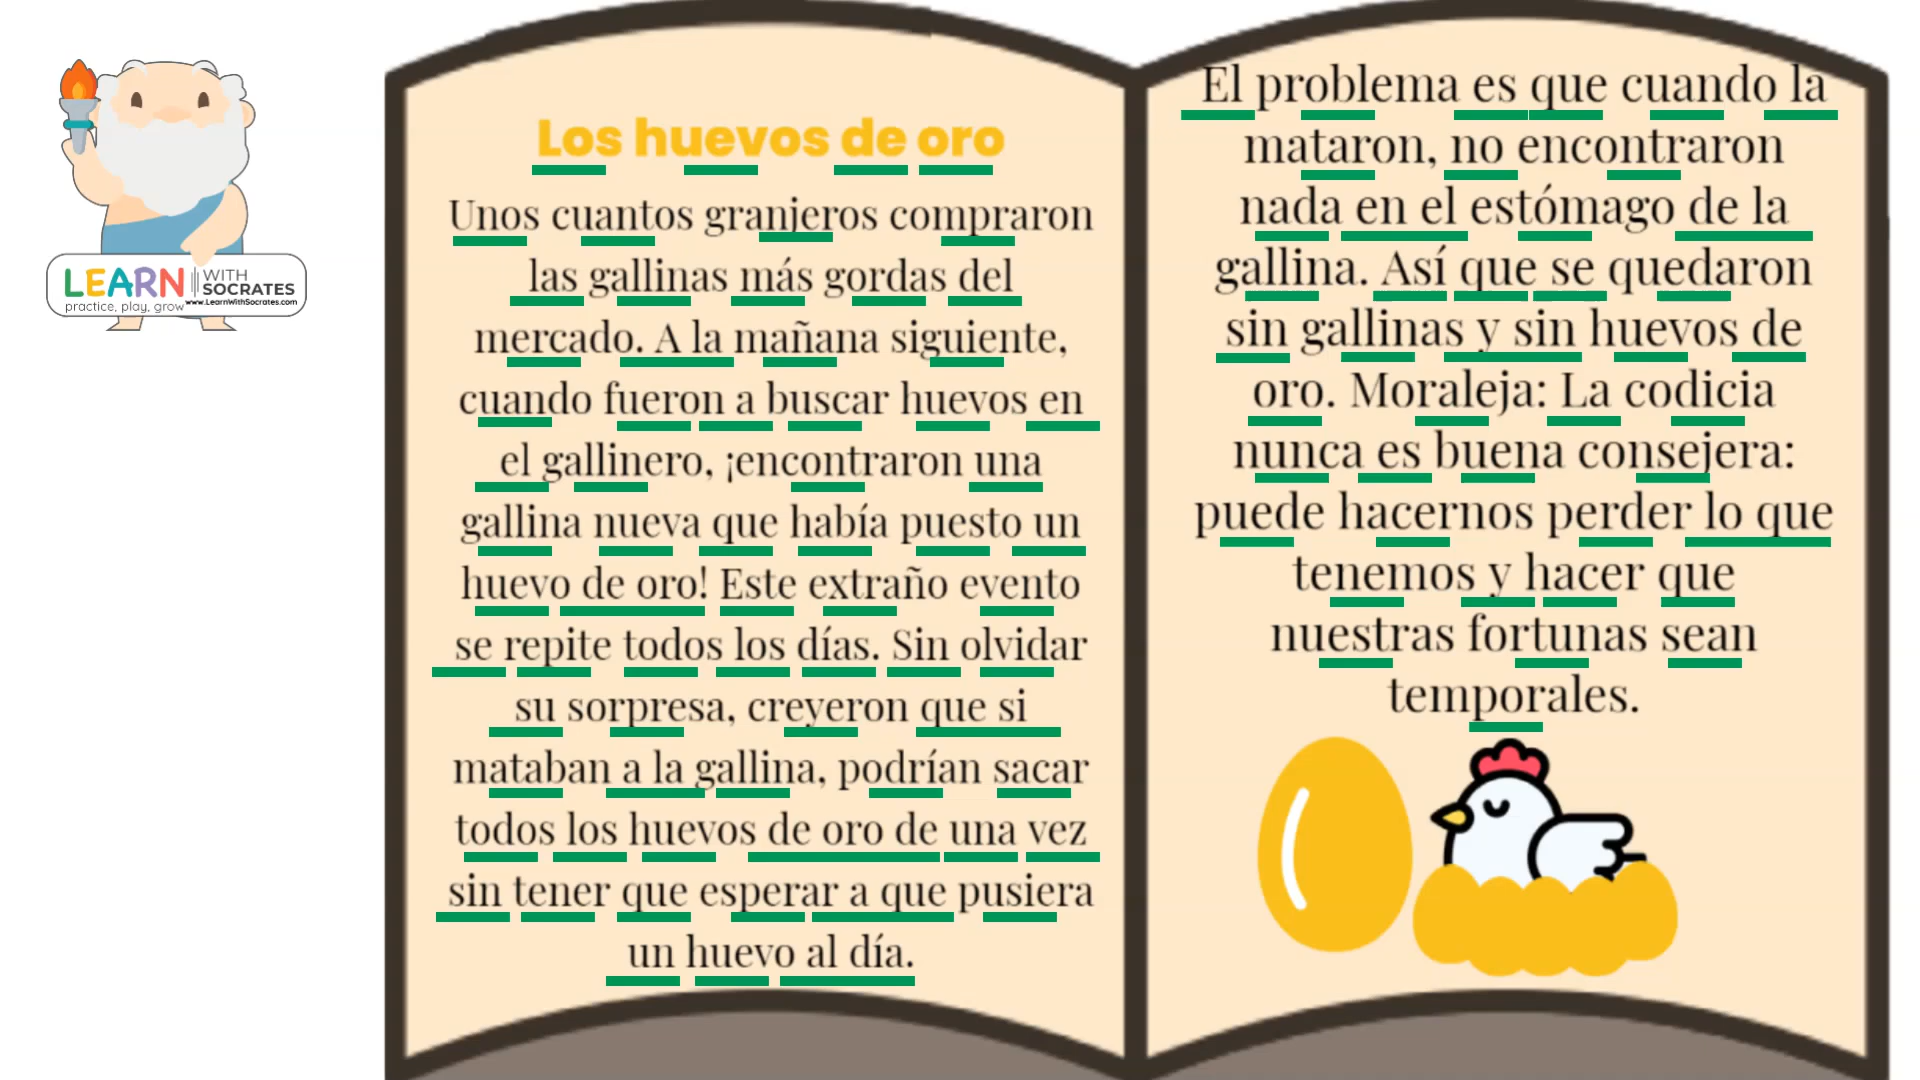 LEARN WITH SOCRATES
practice, play, grow www.LearnWithSocrates.com
Los huevos de oro
Unos cuantos granjeros compraron
las gallinas más gordas del
mercado. A la mañana siguiente,
cuando fueron a buscar huevos en
el gallinero, ¡encontraron una
gallina nueva que había puesto un
huevo de oro! Este extraño evento
se repite todos los días. Sin olvidar
su sorpresa, creyeron que si
mataban a la gallina, podrían sacar
todos los huevos de oro de una vez
sin tener que esperar a que pusiera
un huevo al día.
El problema es que cuando la
mataron, no encontraron
nada en el estómago de la
gallina. Así que se quedaron
sin gallinas y sin huevos de
oro. Moraleja: La codicia
nunca es buena consejera:
puede hacernos perder lo que
tenemos y hacer que
nuestras fortunas sean
temporales.